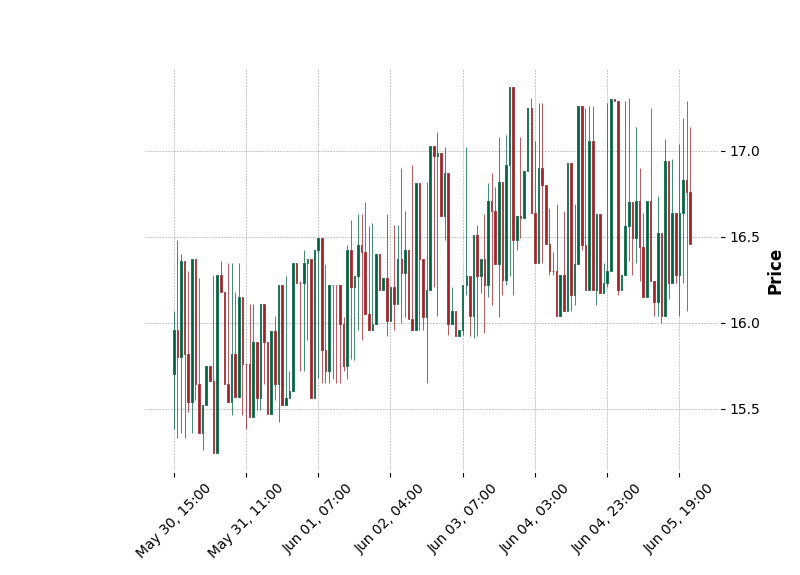 17.0
16.5
16.0
15.5
Price
May 30, 15:00
May 31, 11:00
Jun 01, 07:00
Jun 02, 04:00
Jun 03, 07:00
Jun 04, 03:00
Jun 04, 23:00
Jun 05, 19:00